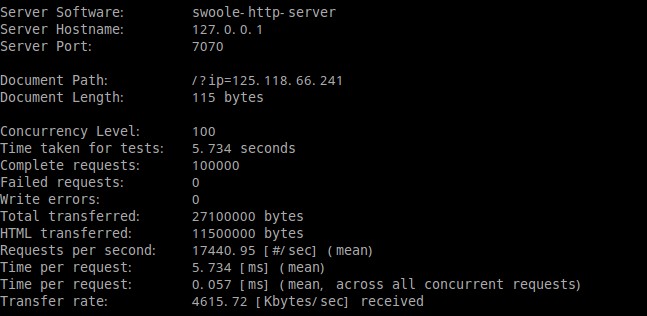 Server Software: swoole-http-server
Server Hostname: 127.0.0.1
Server Port: 7070
Document Path: /?ip=125.118.66.241
Document Length: 115 bytes
Concurrency Level: 100
Time taken for tests: 5.734 seconds
Complete requests: 100000
Failed requests: 0
Write errors: 0
Total transferred: 27100000 bytes
HTML transferred: 11500000 bytes
Requests per second: 17440.95 [#/sec] (mean)
Time per request: 5.734 [ms] (mean)
Time per request: 0.057 [ms] (mean, across all concurrent requests)
Transfer rate: 4615.72 [Kbytes/sec] received